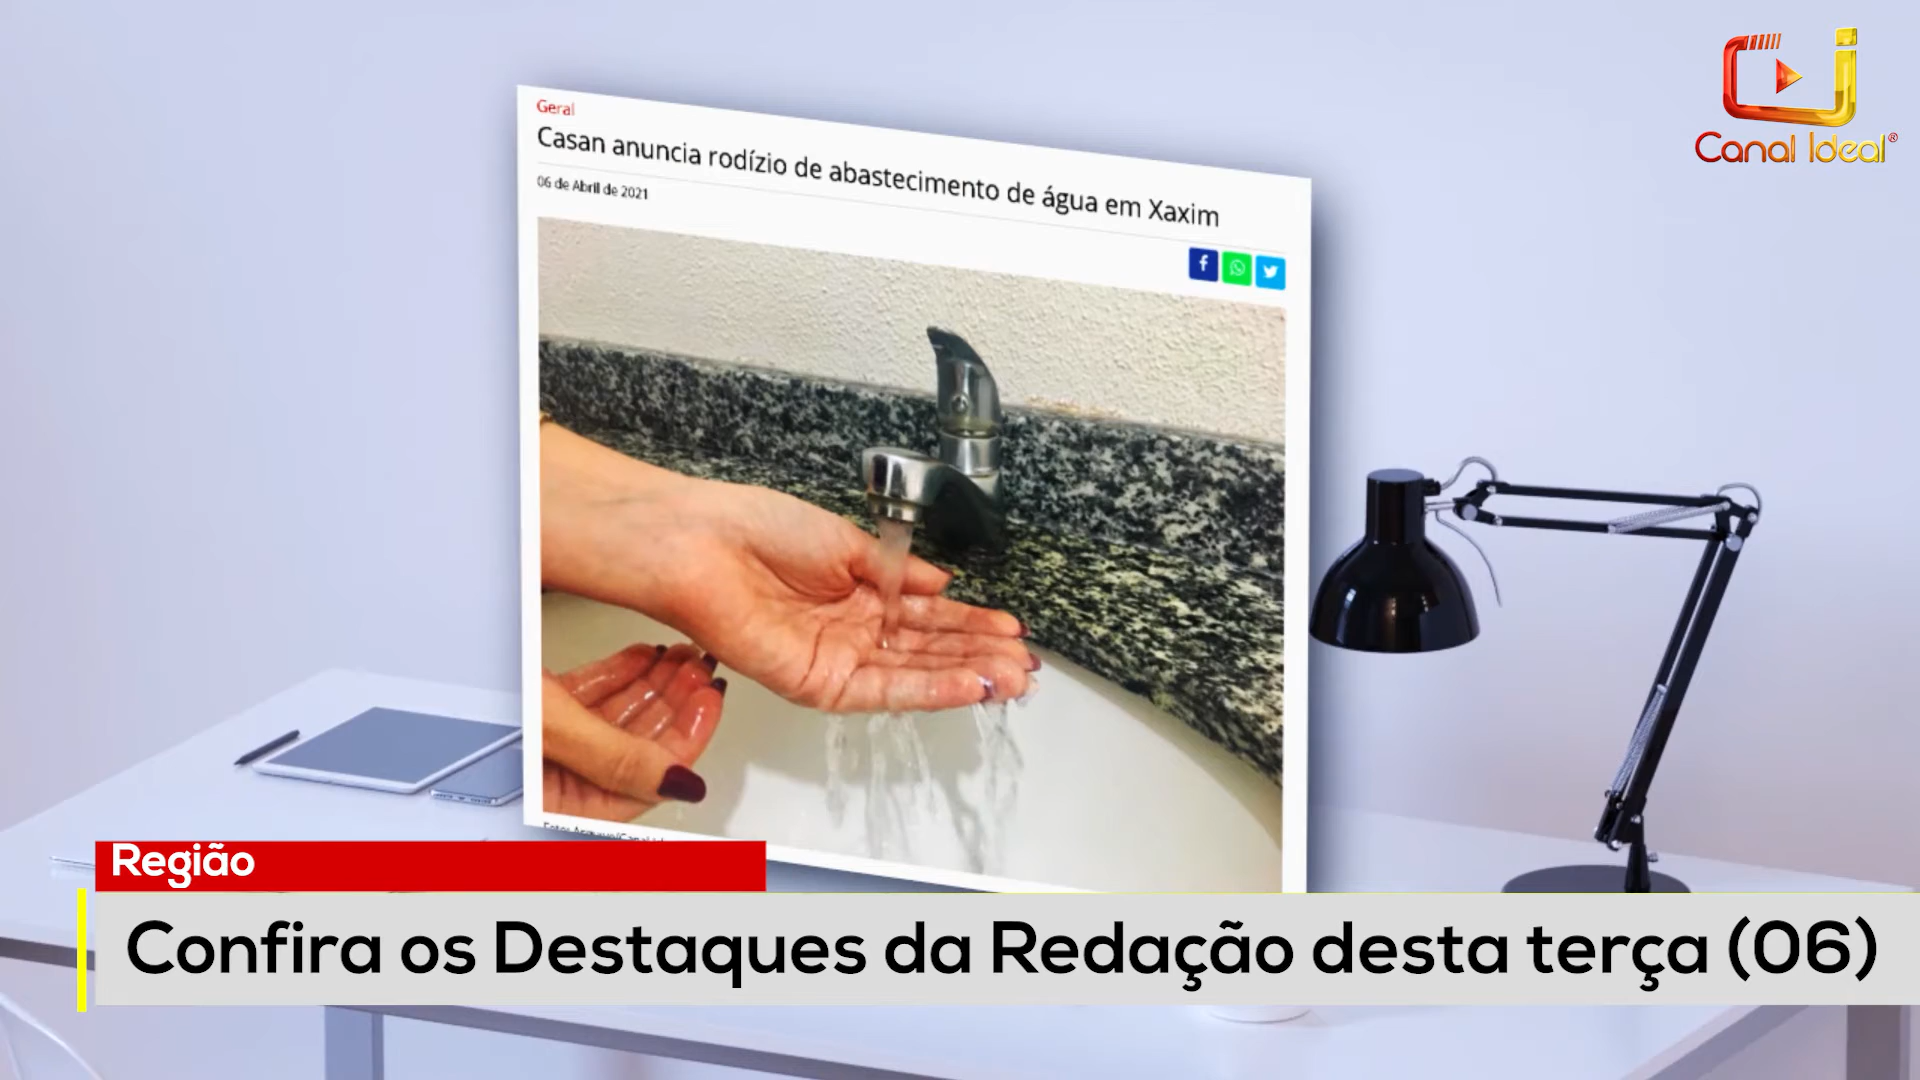 Canal Ideal®
Geral
Casan anuncia rodízio de abastecimento de água em Xaxim
06 de Abril de 2021
Região
Confira os Destaques da Redação desta terça (06)